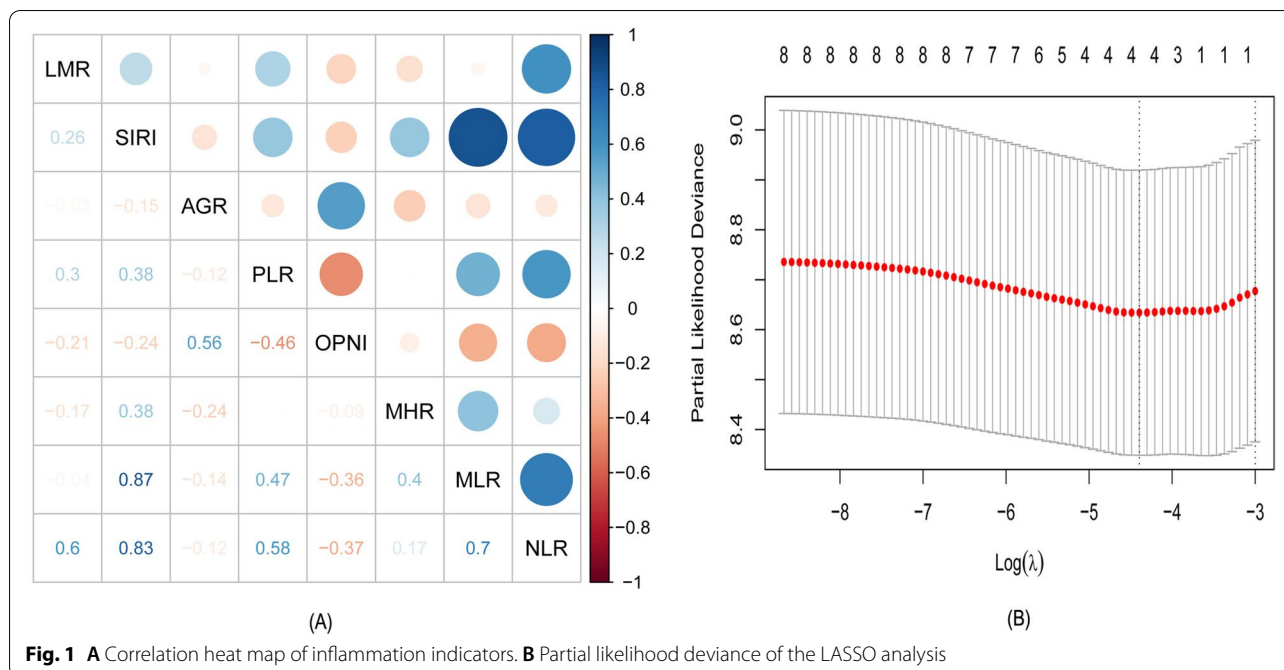 LMR
0.26 SIRI
−0.03 −0.15 AGR
0.3 0.38 −0.12 PLR
−0.21 −0.24 0.56 −0.46 OPNI
−0.17 0.38 −0.24 −0.09 MHR
−0.04 0.87 −0.14 0.47 −0.36 0.4 MLR
0.6 0.83 −0.12 0.58 −0.37 0.17 0.7 NLR
1
0.8
0.6
0.4
0.2
0
−0.2
−0.4
−0.6
−0.8
−1
(A)
8 8 8 8 8 8 7 7 7 6 5 4 4 4 3 1 1 1
Partial Likelihood Deviance
9.0
8.8
8.6
8.4
−8 −7 −6 −5 −4 −3
Log(λ)
(B)
Fig. 1 A Correlation heat map of inflammation indicators. B Partial likelihood deviance of the LASSO analysis